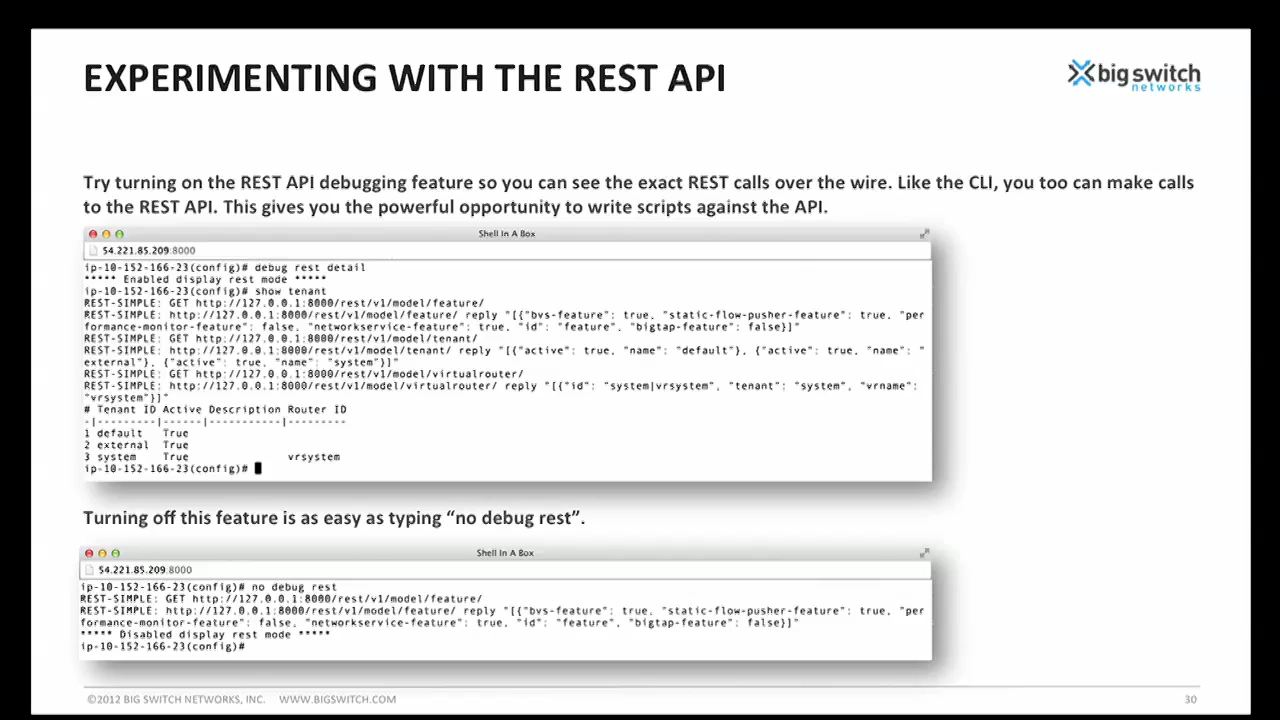 EXPERIMENTING WITH THE REST API
big switch
networks
Try turning on the REST API debugging feature so you can see the exact REST calls over the wire. Like the CLI, you too can make calls
to the REST API. This gives you the powerful opportunity to write scripts against the API.
Shell In A Box
54.221.85.209:8000
ip-10-152-166-23(config)# debug rest detail
***** Enabled display rest mode *****
ip-10-152-166-23(config)# show tenant
REST-SIMPLE: GET http://127.0.0.1:8000/rest/v1/model/feature/
REST-SIMPLE: http://127.0.0.1:8000/rest/v1/model/feature/ reply "[{"bvs-feature": true, "static-flow-pusher-feature": true, "per
formance-monitor-feature": false, "networkservice-feature": true, "id": "feature", "bigtap-feature": false}]"
REST-SIMPLE: GET http://127.0.0.1:8000/rest/v1/model/tenant/
REST-SIMPLE: http://127.0.0.1:8000/rest/v1/model/tenant/ reply "[{"active": true, "name": "default"}, {"active": true, "name": "
external"}, {"active": true, "name": "system"}]"
REST-SIMPLE: GET http://127.0.0.1:8000/rest/v1/model/virtualrouter/
REST-SIMPLE: http://127.0.0.1:8000/rest/v1/model/virtualrouter/ reply "[{"id": "system|vrsystem", "tenant": "system", "vrname":
"vrsystem"}]"
# Tenant ID Active Description Router ID
-|---------|------|-----------|---------
1 default True
2 external True
3 system True vrsystem
ip-10-152-166-23(config)#
Turning off this feature is as easy as typing “no debug rest”.
Shell In A Box
54.221.85.209:8000
ip-10-152-166-23(config)# no debug rest
REST-SIMPLE: GET http://127.0.0.1:8000/rest/v1/model/feature/
REST-SIMPLE: http://127.0.0.1:8000/rest/v1/model/feature/ reply "[{"bvs-feature": true, "static-flow-pusher-feature": true, "per
formance-monitor-feature": false, "networkservice-feature": true, "id": "feature", "bigtap-feature": false}]"
***** Disabled display rest mode *****
ip-10-152-166-23(config)#
©2012 BIG SWITCH NETWORKS, INC. WWW.BIGSWITCH.COM
30